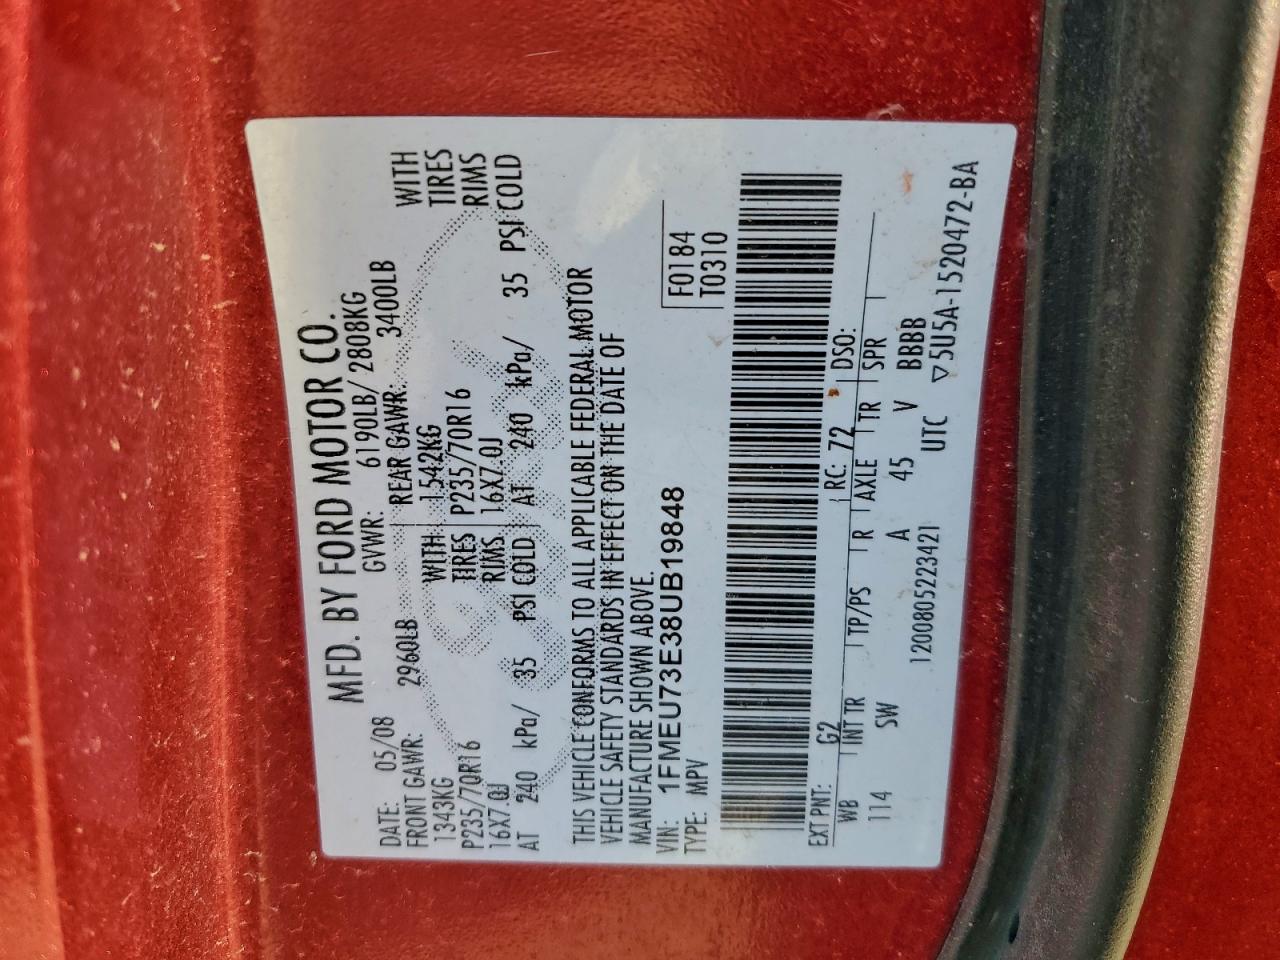 MFD. BY FORD MOTOR CO.
DATE: 05/08 GVWR: 6190LB/ 2808KG
FRONT GAWR: 2960LB REAR GAWR: 3400LB
1343KG WITH 1542KG WITH
P235/70R16 TIRES P235/70R16 TIRES
16X7.0J RIMS 16X7.0J RIMS
AT 240 kPa/ 35 PSI COLD AT 240 kPa/ 35 PSI COLD
THIS VEHICLE CONFORMS TO ALL APPLICABLE FEDERAL MOTOR
VEHICLE SAFETY STANDARDS IN EFFECT ON THE DATE OF
MANUFACTURE SHOWN ABOVE.
VIN: 1FMEU73E38UB19848 F0184
TYPE: MPV T0310
EXT PNT: G2 RC: 72 DSO:
WB INT TR TP/PS R AXLE TR SPR
114 SW A 45 V BBBB
1200805223421 UTC ▽5U5A-1520472-BA